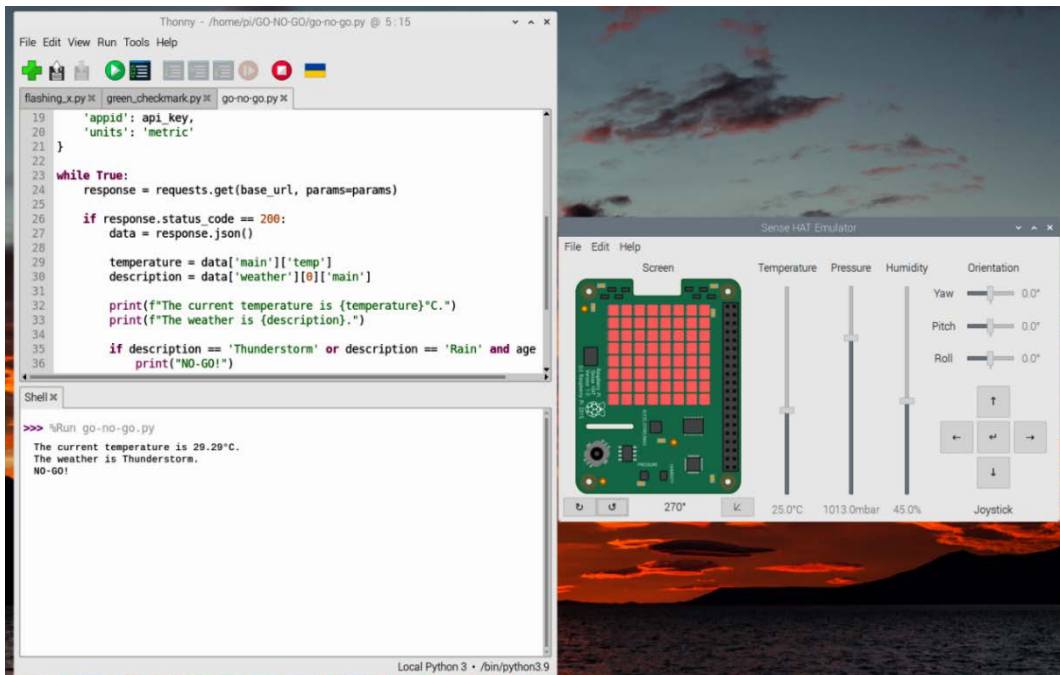 Thonny - /home/pi/GO-NO-GO/go-no-go.py @ 5:15
File Edit View Run Tools Help
flashing_x.py
green_checkmark.py
go-no-go.py
19 'appid': api_key,
20 'units': 'metric'
21 }
22
23 while True:
24 response = requests.get(base_url, params=params)
25
26 if response.status_code == 200:
27 data = response.json()
28
29 temperature = data['main']['temp']
30 description = data['weather'][0]['main']
31
32 print(f"The current temperature is {temperature}°C.")
33 print(f"The weather is {description}.")
34
35 if description == 'Thunderstorm' or description == 'Rain' and age
36 print("NO-GO!")
Shell
>>> %Run go-no-go.py
The current temperature is 29.29°C.
The weather is Thunderstorm.
NO-GO!
Local Python 3 • /bin/python3.9
Sense HAT Emulator
File Edit Help
Screen
Temperature
Pressure
Humidity
Orientation
Yaw 0.0°
Pitch 0.0°
Roll 0.0°
Raspberry Pi
Sense HAT
PRESSURE
270°
25.0°C
1013.0mbar
45.0%
Joystick